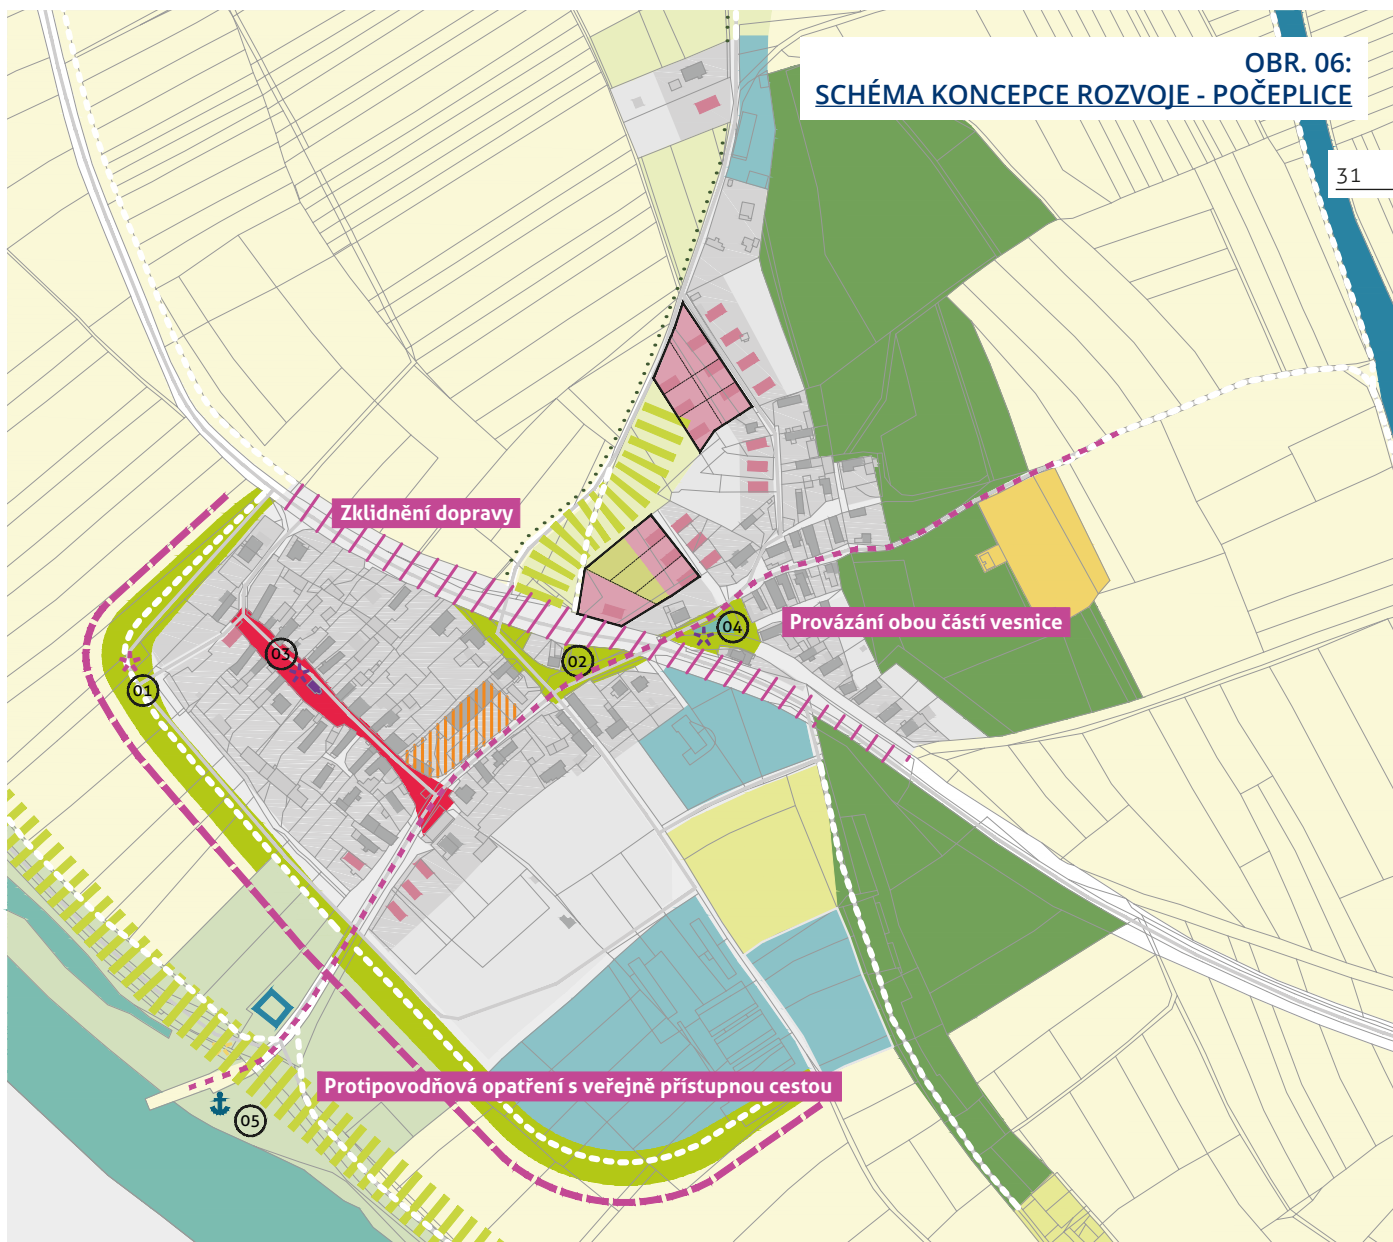 OBR. 06:
SCHÉMA KONCEPCE ROZVOJE - POČEPLICE
31
Zklidnění dopravy
Provázání obou částí vesnice
04
02
03
01
Protipovodňová opatření s veřejně přístupnou cestou
05